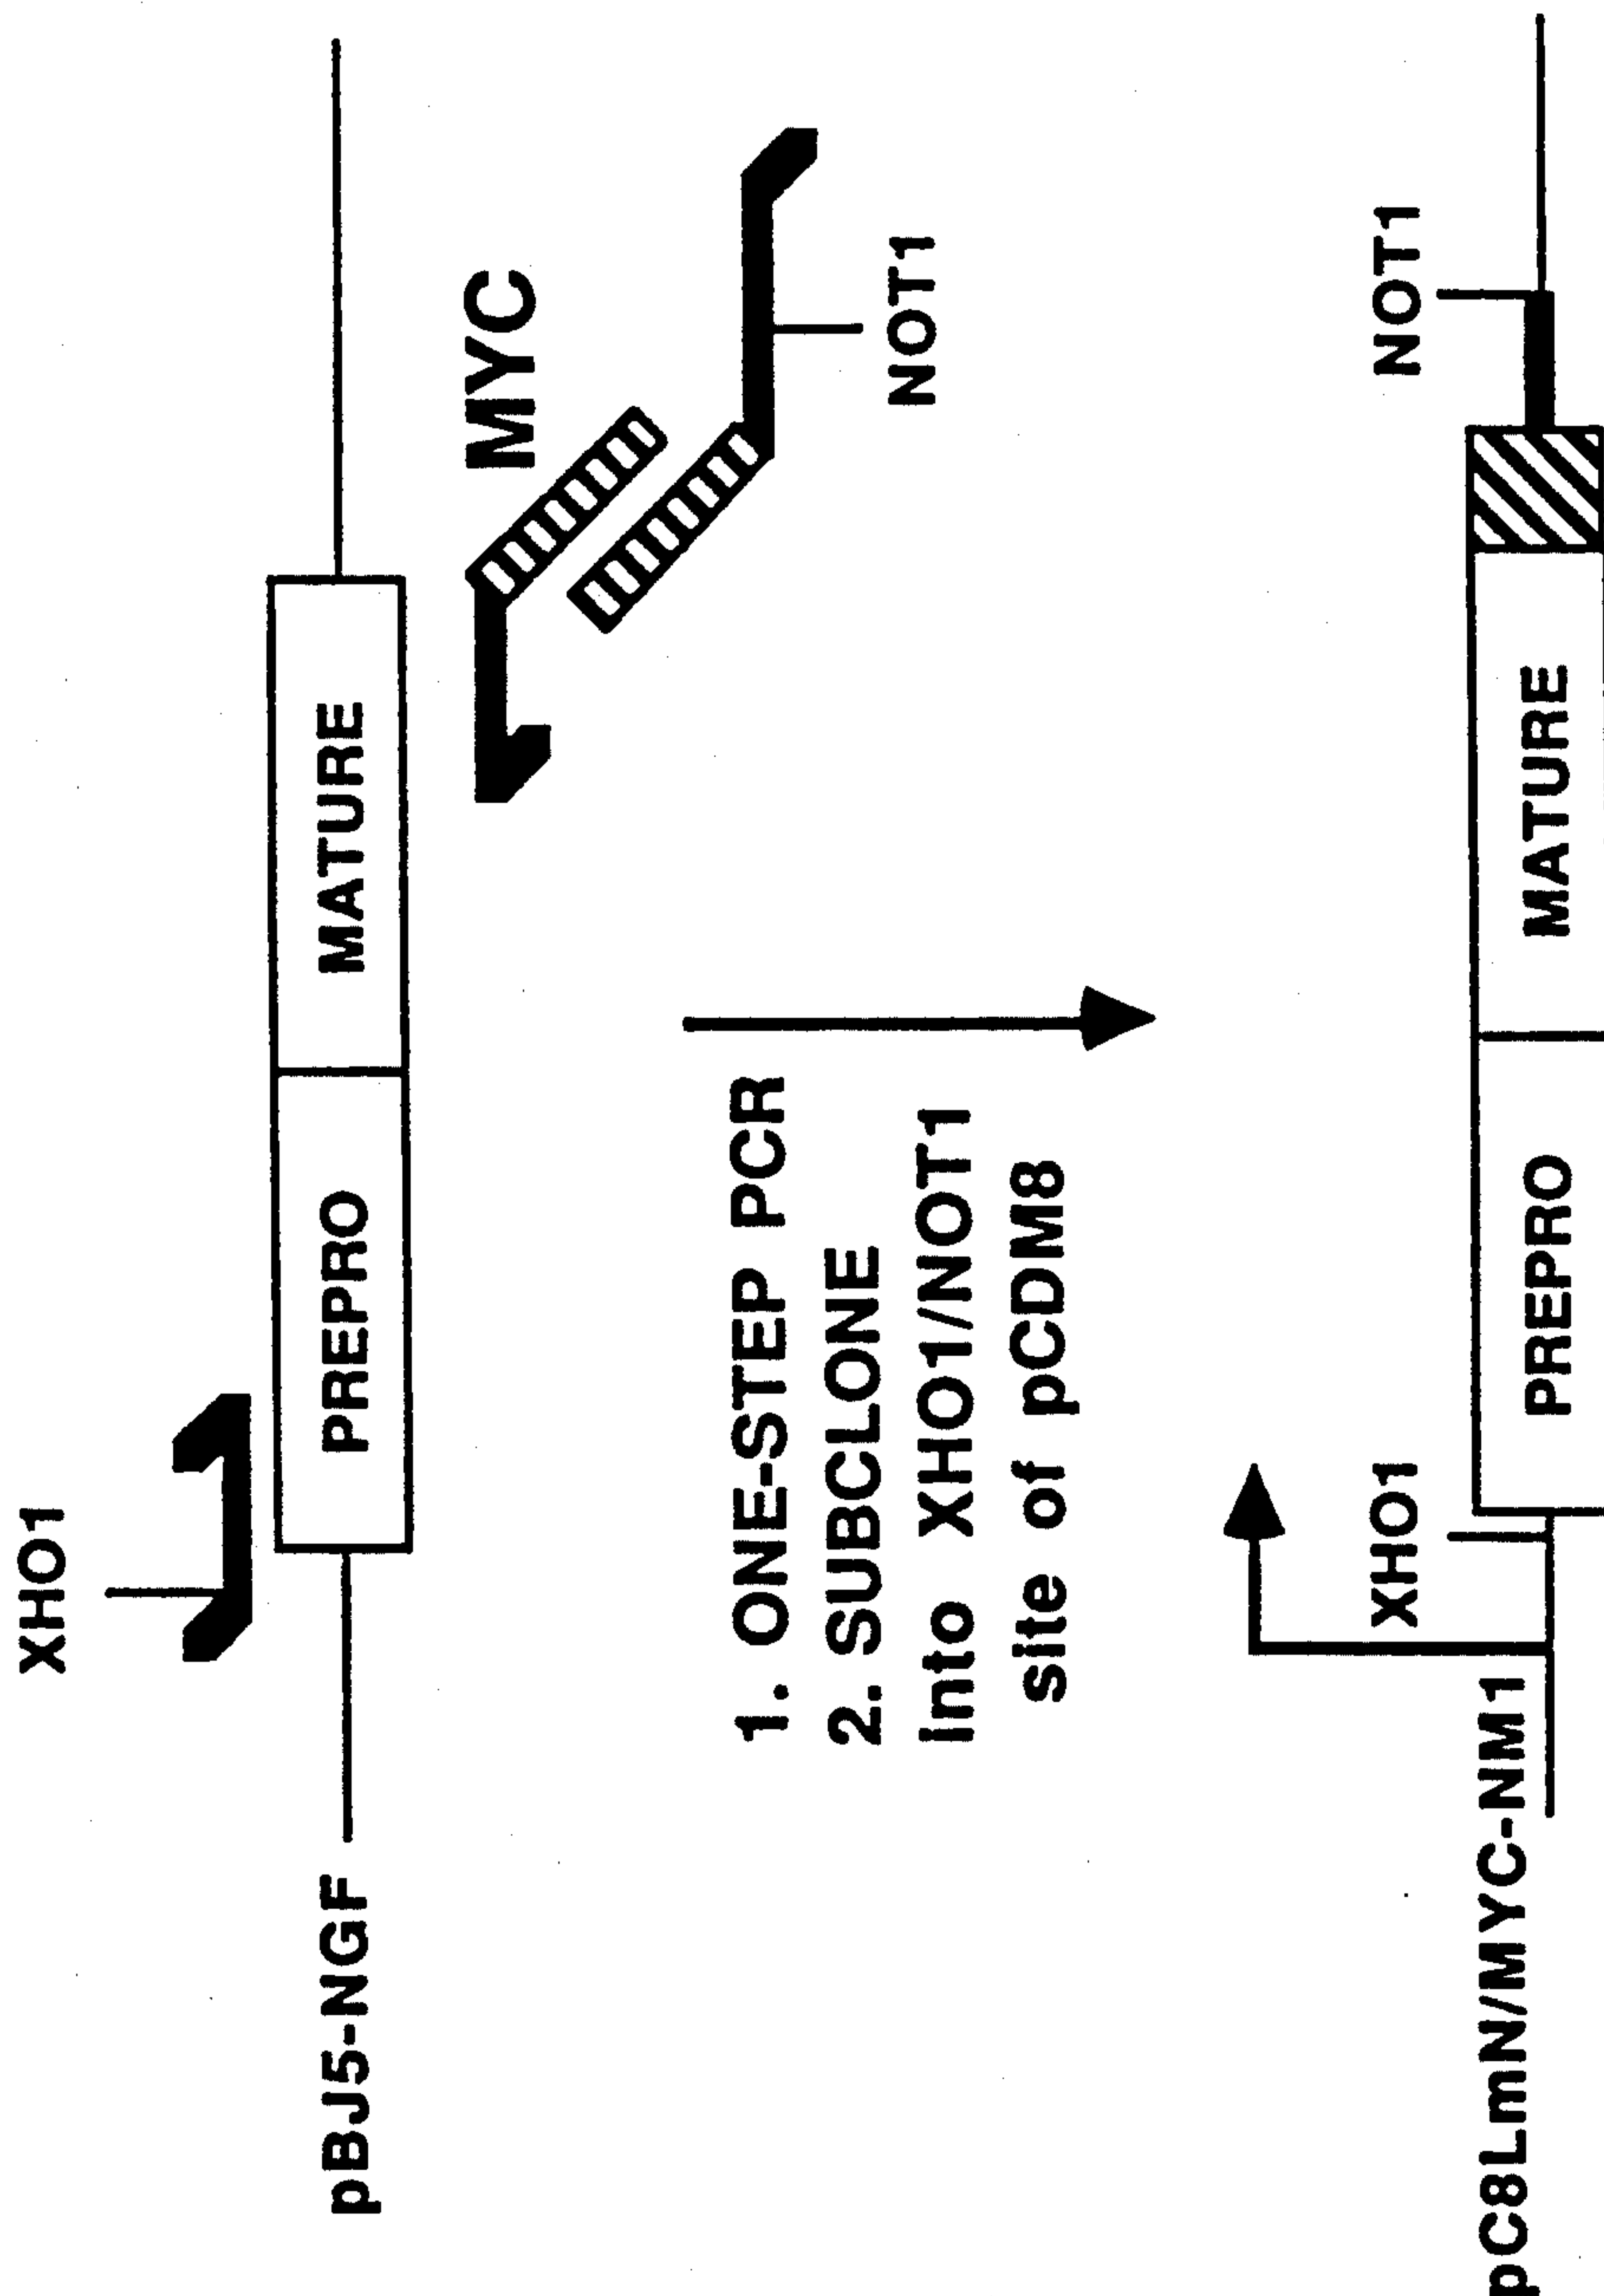 XHO1
pBJ5-NGF
PREPRO
MATURE
MYC
NOT1
1. ONE-STEP PCR
2. SUBCLONE
into XHO1/NOT1
site of pCDM8
XHO1
NOT1
pC8LmN/MYC-NM1
PREPRO
MATURE